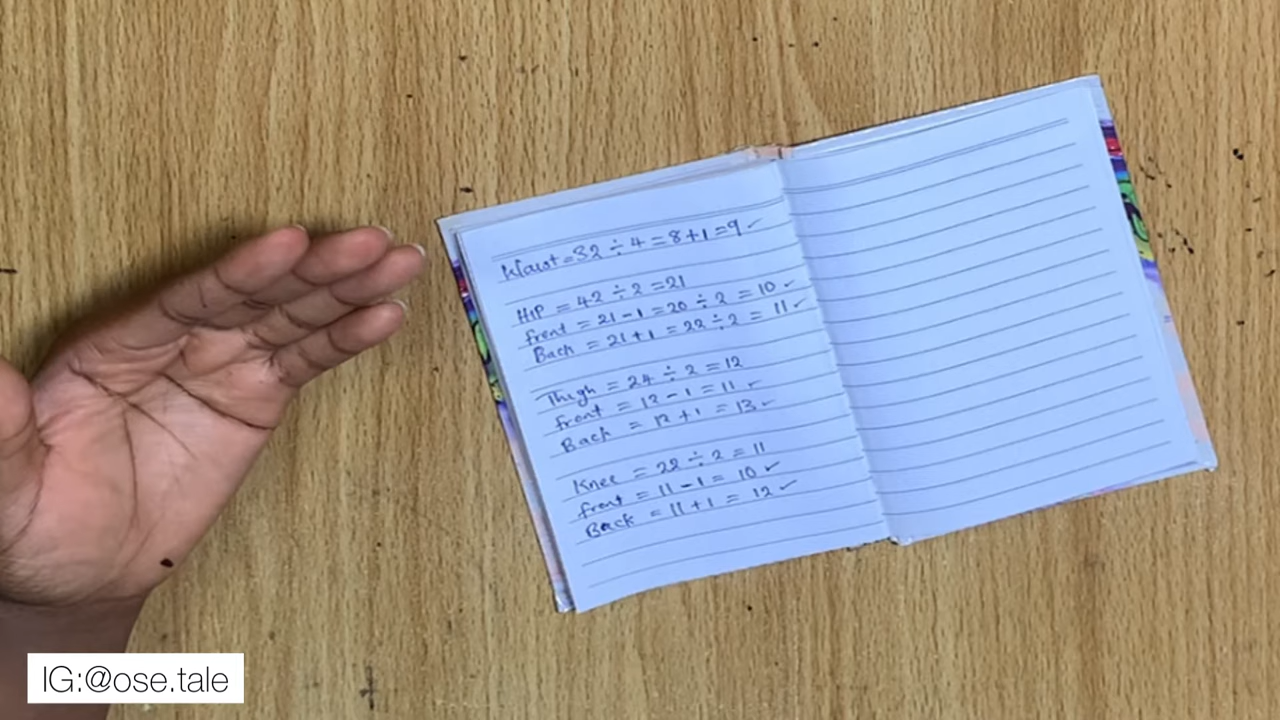 Waist = 32 ÷ 4 = 8 + 1 = 9 ✓
HIP = 42 ÷ 2 = 21
front = 21 - 1 = 20 ÷ 2 = 10 ✓
Back = 21 + 1 = 22 ÷ 2 = 11 ✓
Thigh = 24 ÷ 2 = 12
front = 12 - 1 = 11 ✓
Back = 12 + 1 = 13 ✓
Knee = 22 ÷ 2 = 11
front = 11 - 1 = 10 ✓
Back = 11 + 1 = 12 ✓
IG:@ose.tale